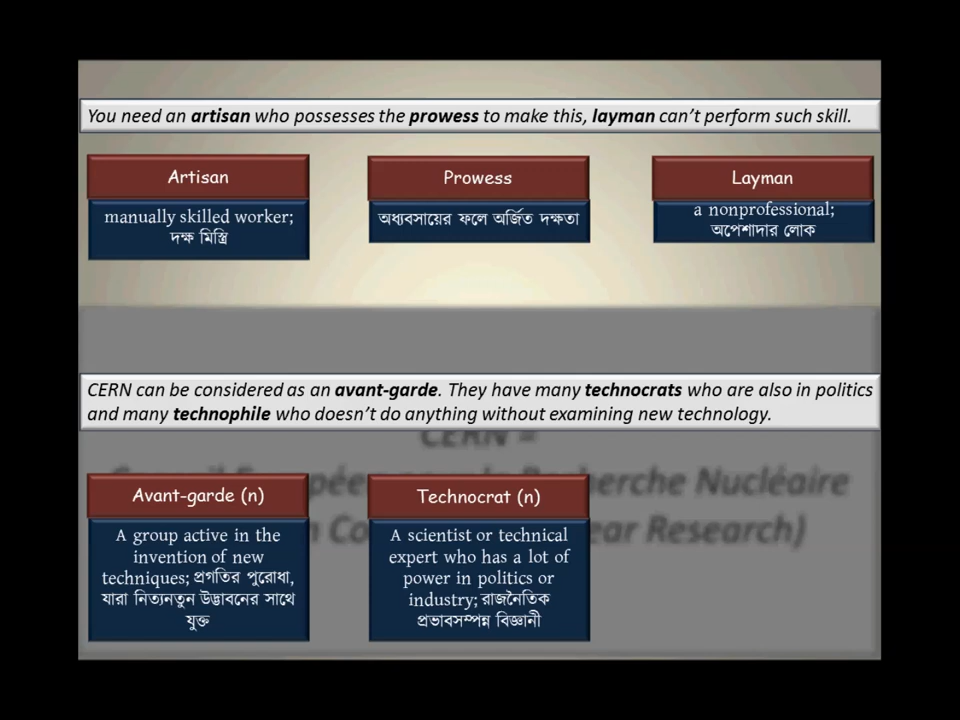 You need an artisan who possesses the prowess to make this, layman can't perform such skill.
Artisan
manually skilled worker;
দক্ষ মিস্ত্রি
Prowess
অধ্যবসায়ের ফলে অর্জিত দক্ষতা
Layman
a nonprofessional;
অপেশাদার লোক
CERN can be considered as an avant-garde. They have many technocrats who are also in politics
and many technophile who doesn't do anything without examining new technology.
CERN =
herche Nucléaire
ear Research)
Avant-garde (n)
A group active in the
invention of new
techniques; প্রগতির পুরোধা,
যারা নিত্যনতুন উদ্ভাবনের সাথে
যুক্ত
Technocrat (n)
A scientist or technical
expert who has a lot of
power in politics or
industry; রাজনৈতিক
প্রভাবসম্পন্ন বিজ্ঞানী